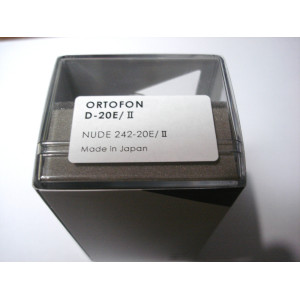 ORTOFON
D-20E/Ⅱ
NUDE 242-20E/Ⅱ
Made in Japan